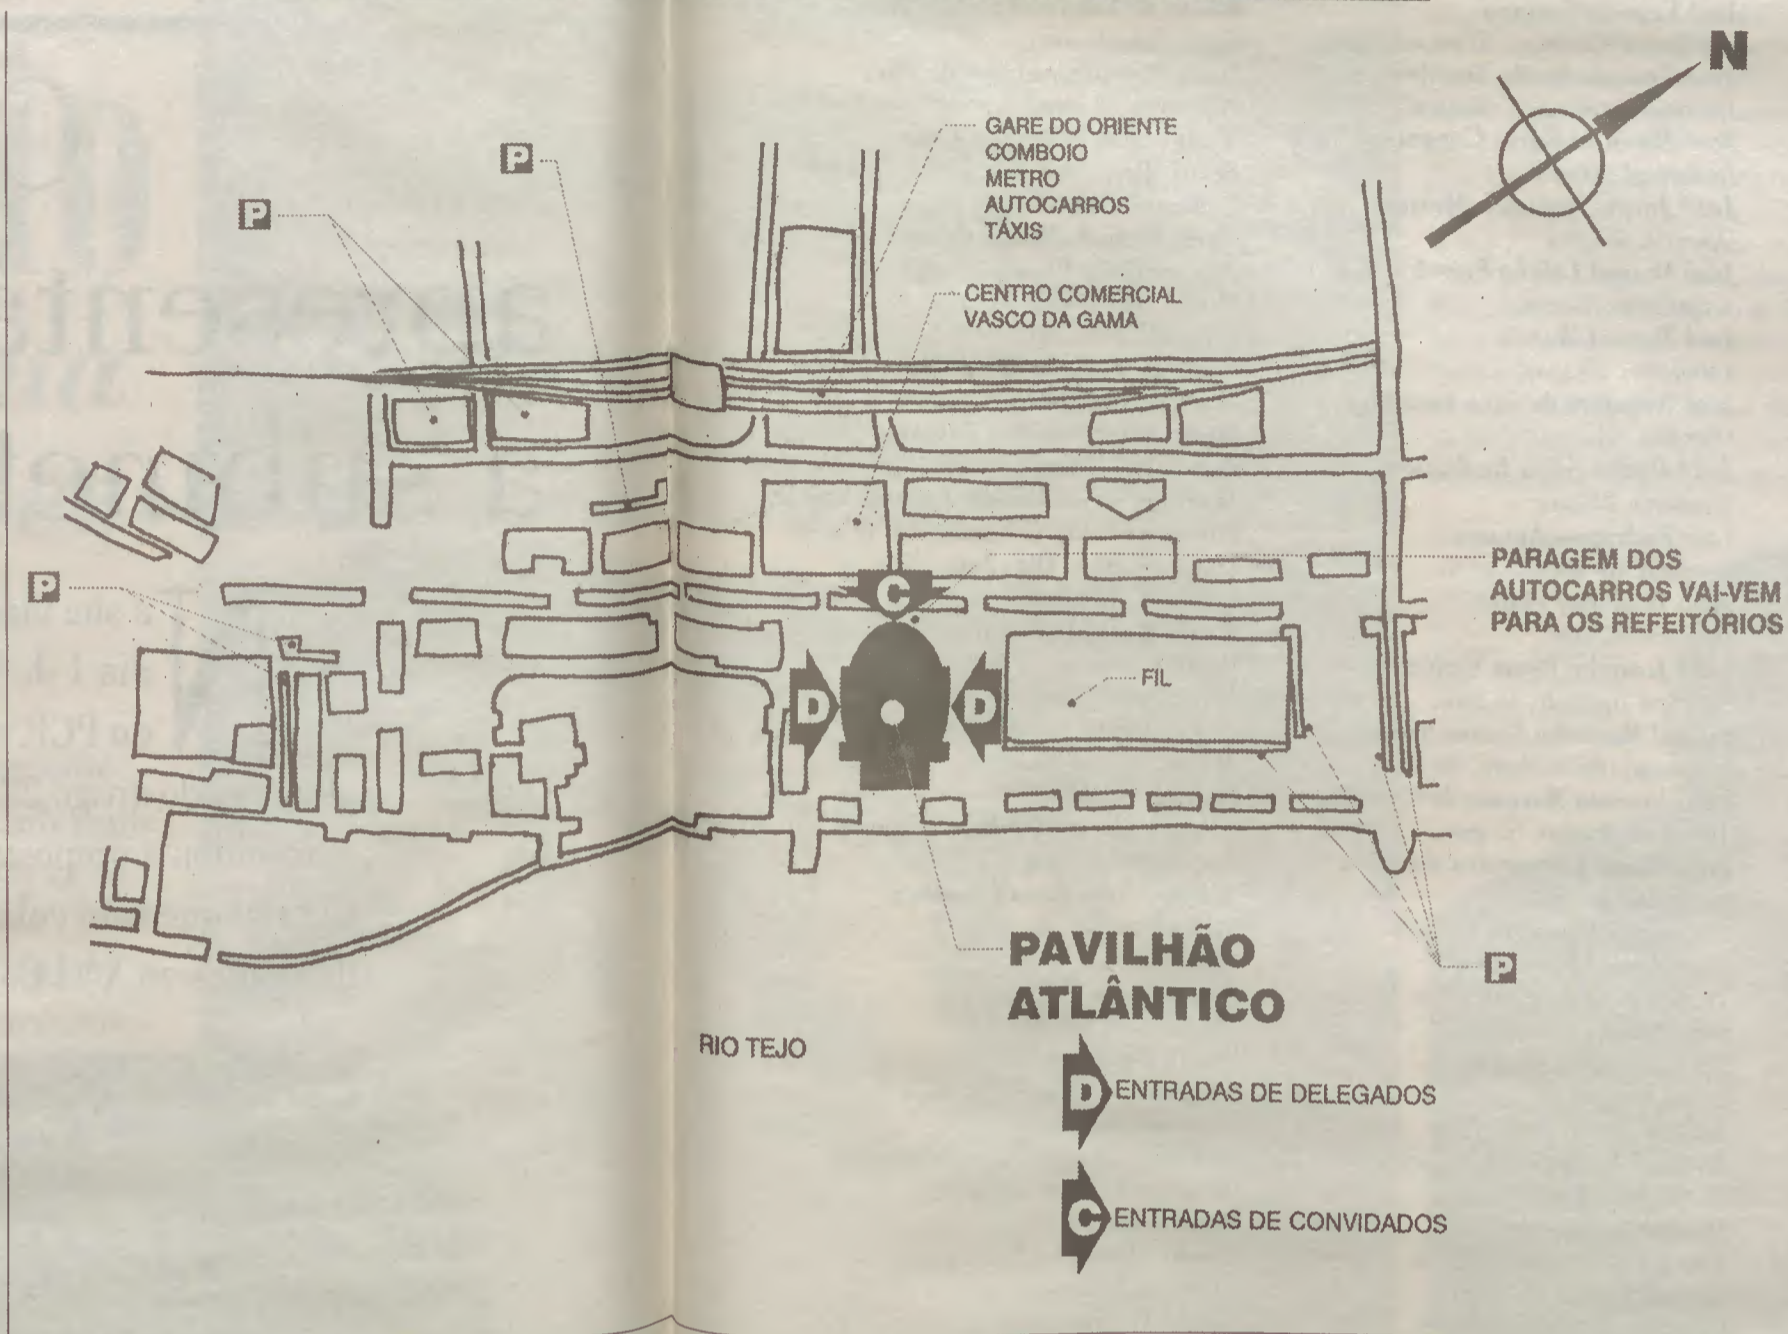 N
GARE DO ORIENTE
COMBOIO
METRO
AUTOCARROS
TÁXIS
P
P
CENTRO COMERCIAL
VASCO DA GAMA
P
PARAGEM DOS
AUTOCARROS VAI-VEM
PARA OS REFEITÓRIOS
C
D
D
FIL
PAVILHÃO
ATLÂNTICO
P
RIO TEJO
D ENTRADAS DE DELEGADOS
C ENTRADAS DE CONVIDADOS